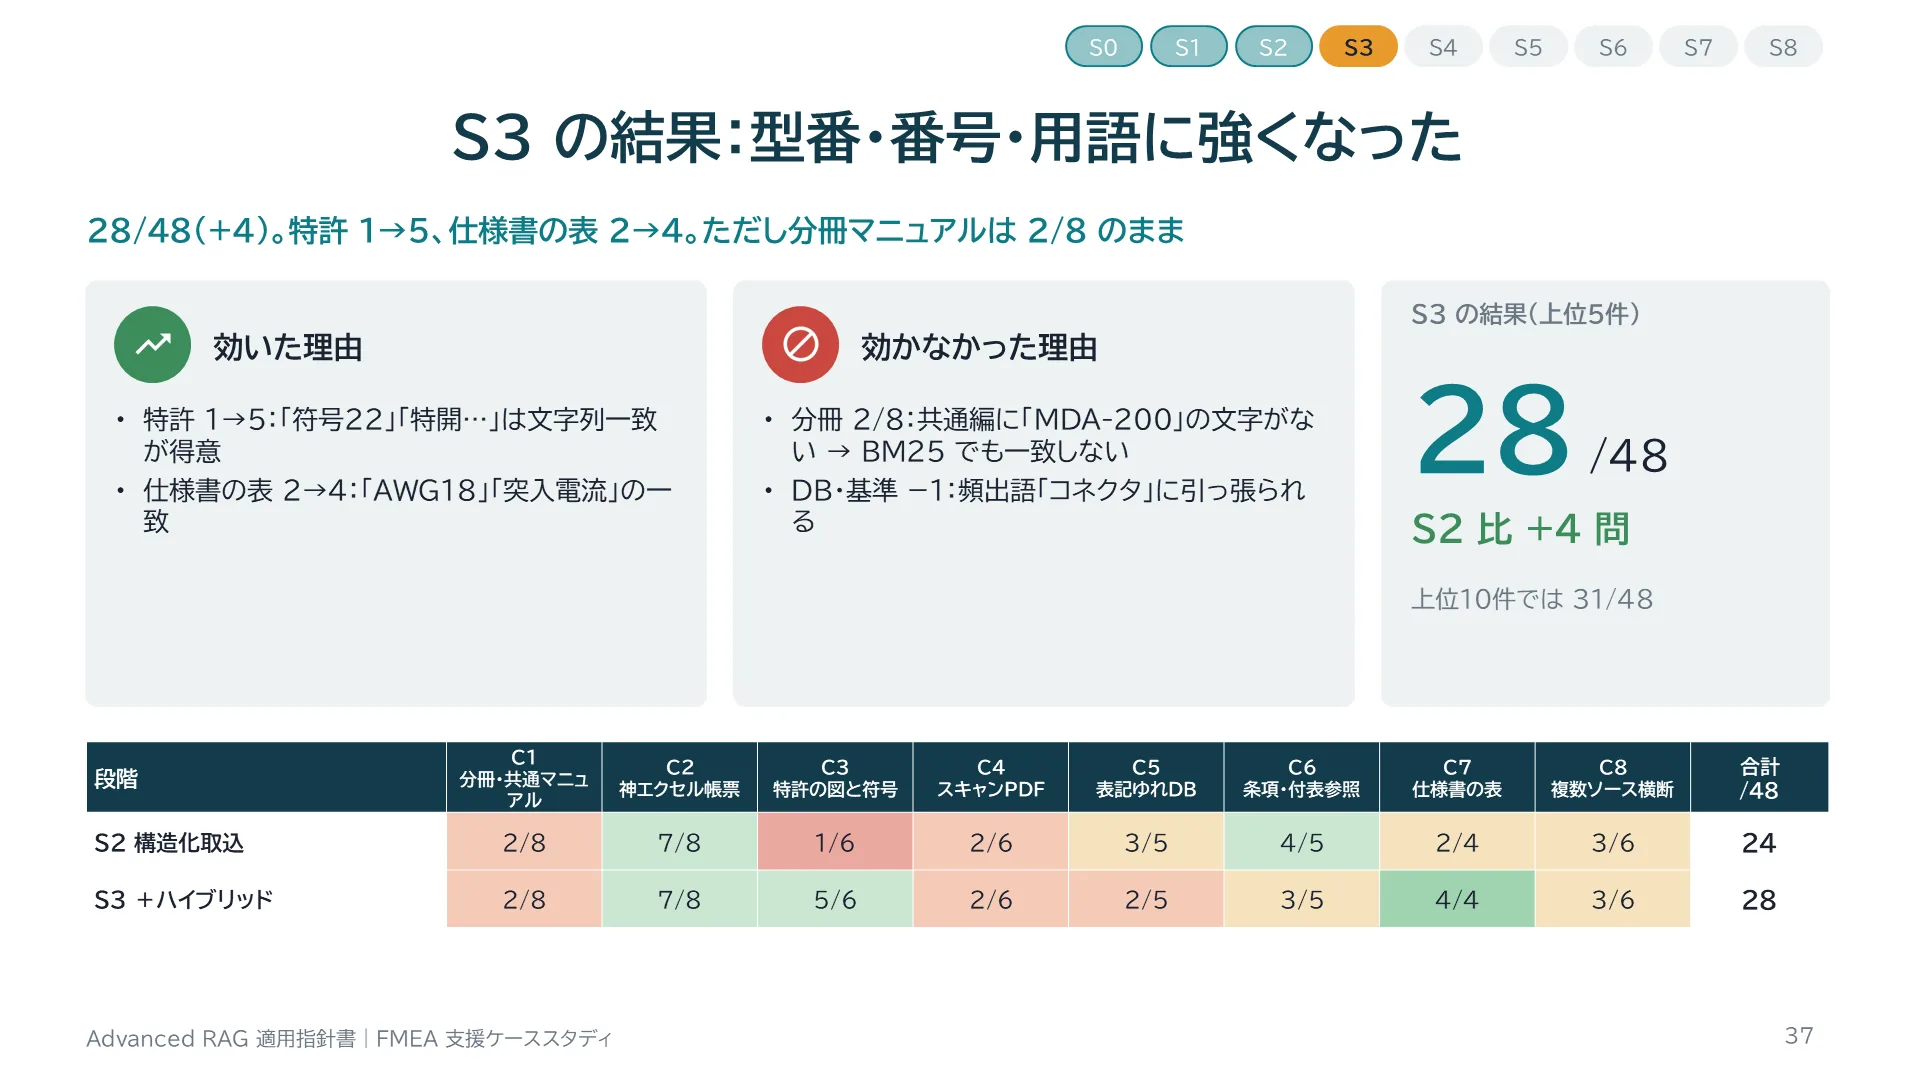 S0 S1 S2 S3 S4 S5 S6 S7 S8
S3 の結果：型番・番号・用語に強くなった
28/48（+4）。特許 1→5、仕様書の表 2→4。ただし分冊マニュアルは 2/8 のまま
効いた理由
• 特許 1→5：「符号22」「特開…」は文字列一致
が得意
• 仕様書の表 2→4：「AWG18」「突入電流」の一
致
効かなかった理由
• 分冊 2/8：共通編に「MDA-200」の文字がな
い → BM25 でも一致しない
• DB・基準 −1：頻出語「コネクタ」に引っ張られ
る
S3 の結果（上位5件）
28 /48
S2 比 +4 問
上位10件では 31/48
段階
C1
分冊・共通マニュ
アル
C2
神エクセル帳票
C3
特許の図と符号
C4
スキャンPDF
C5
表記ゆれDB
C6
条項・付表参照
C7
仕様書の表
C8
複数ソース横断
合計
/48
S2 構造化取込 2/8 7/8 1/6 2/6 3/5 4/5 2/4 3/6 24
S3 ＋ハイブリッド 2/8 7/8 5/6 2/6 2/5 3/5 4/4 3/6 28
Advanced RAG 適用指針書｜FMEA 支援ケーススタディ
37